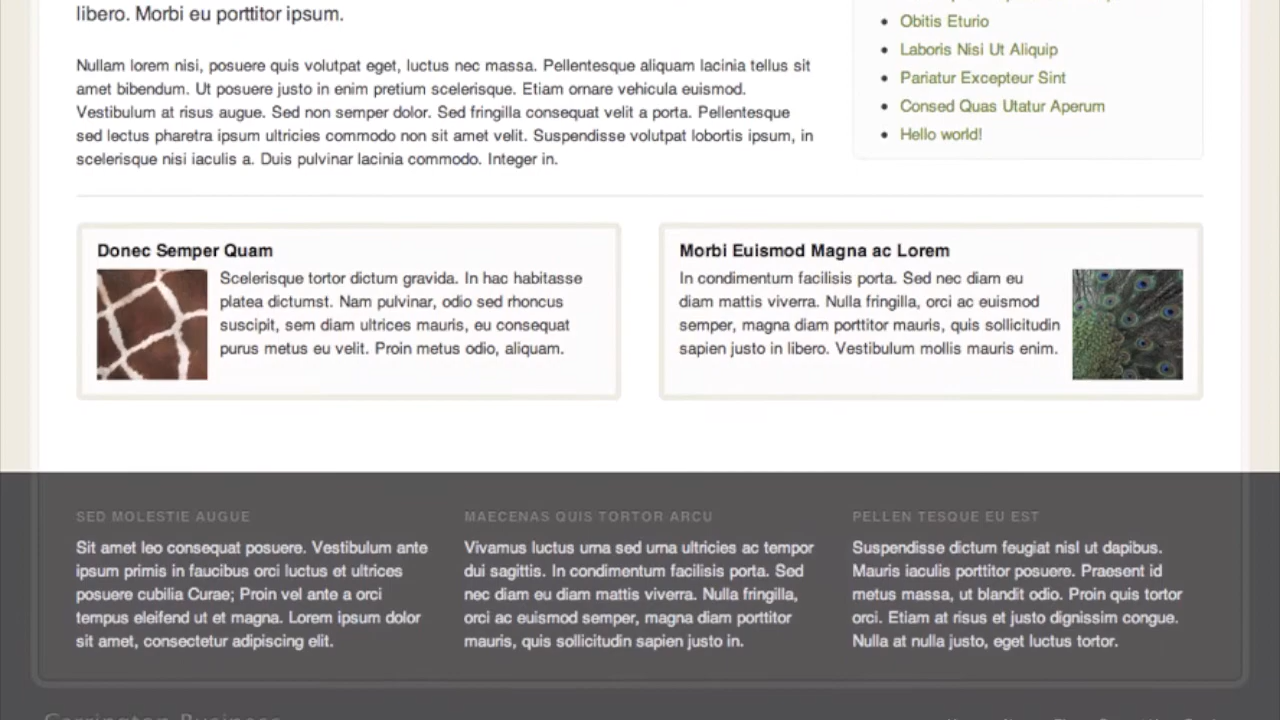 libero. Morbi eu porttitor ipsum.
Nullam lorem nisi, posuere quis volutpat eget, luctus nec massa. Pellentesque aliquam lacinia tellus sit
amet bibendum. Ut posuere justo in enim pretium scelerisque. Etiam ornare vehicula euismod.
Vestibulum at risus augue. Sed non semper dolor. Sed fringilla consequat velit a porta. Pellentesque
sed lectus pharetra ipsum ultricies commodo non sit amet velit. Suspendisse volutpat lobortis ipsum, in
scelerisque nisi iaculis a. Duis pulvinar lacinia commodo. Integer in.
Obitis Eturio
Laboris Nisi Ut Aliquip
Pariatur Excepteur Sint
Consed Quas Utatur Aperum
Hello world!
Donec Semper Quam
Scelerisque tortor dictum gravida. In hac habitasse
platea dictumst. Nam pulvinar, odio sed rhoncus
suscipit, sem diam ultrices mauris, eu consequat
purus metus eu velit. Proin metus odio, aliquam.
Morbi Euismod Magna ac Lorem
In condimentum facilisis porta. Sed nec diam eu
diam mattis viverra. Nulla fringilla, orci ac euismod
semper, magna diam porttitor mauris, quis sollicitudin
sapien justo in libero. Vestibulum mollis mauris enim.
SED MOLESTIE AUGUE
Sit amet leo consequat posuere. Vestibulum ante
ipsum primis in faucibus orci luctus et ultrices
posuere cubilia Curae; Proin vel ante a orci
tempus eleifend ut et magna. Lorem ipsum dolor
sit amet, consectetur adipiscing elit.
MAECENAS QUIS TORTOR ARCU
Vivamus luctus urna sed urna ultricies ac tempor
dui sagittis. In condimentum facilisis porta. Sed
nec diam eu diam mattis viverra. Nulla fringilla,
orci ac euismod semper, magna diam porttitor
mauris, quis sollicitudin sapien justo in.
PELLEN TESQUE EU EST
Suspendisse dictum feugiat nisl ut dapibus.
Mauris iaculis porttitor posuere. Praesent id
metus massa, ut blandit odio. Proin quis tortor
orci. Etiam at risus et justo dignissim congue.
Nulla at nulla justo, eget luctus tortor.
Carrington Business